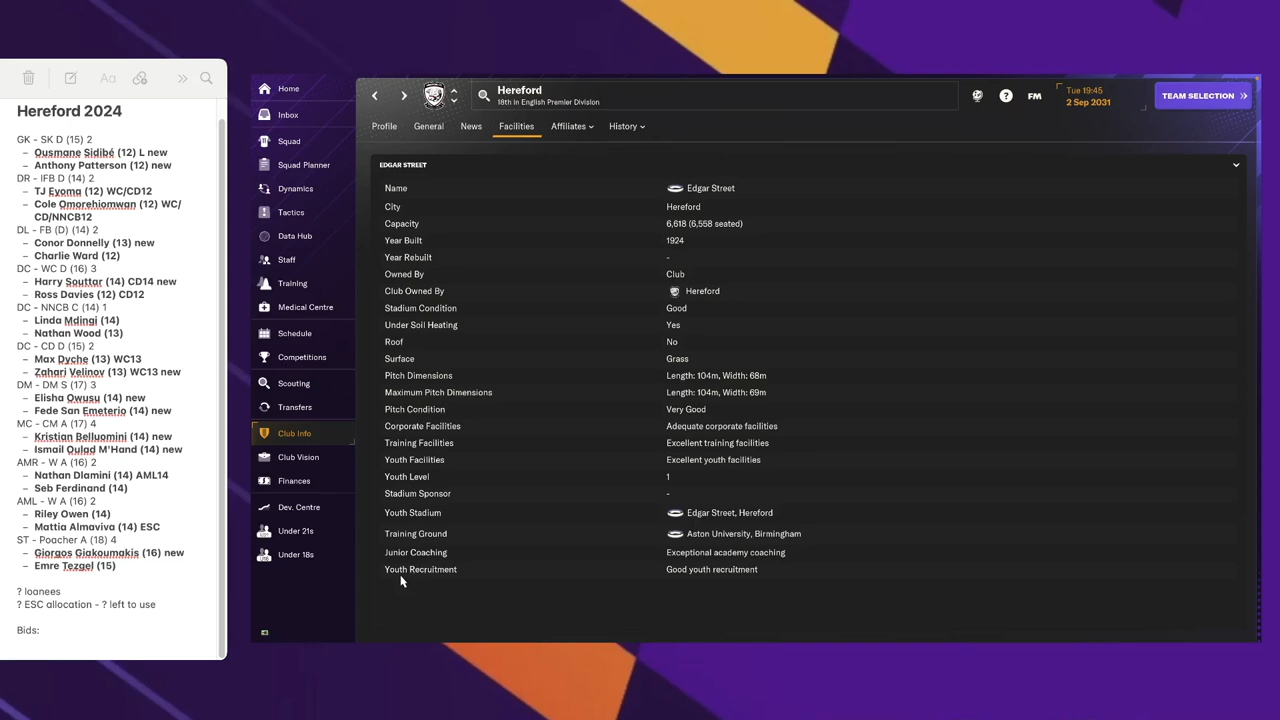 Hereford 2024
GK - SK D (15) 2
– Ousmane Sidibé (12) L new
– Anthony Patterson (12) new
DR - IFB D (14) 2
– TJ Eyoma (12) WC/CD12
– Cole Omorehiomwan (12) WC/
CD/NNCB12
DL - FB (D) (14) 2
– Conor Donnelly (13) new
– Charlie Ward (12)
DC - WC D (16) 3
– Harry Souttar (14) CD14 new
– Ross Davies (12) CD12
DC - NNCB C (14) 1
– Linda Mdingi (14)
– Nathan Wood (13)
DC - CD D (15) 2
– Max Dyche (13) WC13
– Zahari Velinov (13) WC13 new
DM - DM S (17) 3
– Elisha Owusu (14) new
– Fede San Emeterio (14) new
MC - CM A (17) 4
– Kristian Belluomini (14) new
– Ismail Oulad M'Hand (14) new
AMR - W A (16) 2
– Nathan Dlamini (14) AML14
– Seb Ferdinand (14)
AML - W A (16) 2
– Riley Owen (14)
– Mattia Almaviva (14) ESC
ST - Poacher A (18) 4
– Giorgos Giakoumakis (16) new
– Emre Tezgel (15)
? loanees
? ESC allocation - ? left to use
Bids:
Home
Inbox
Squad
Squad Planner
Dynamics
Tactics
Data Hub
Staff
Training
Medical Centre
Schedule
Competitions
Scouting
Transfers
Club Info
Club Vision
Finances
Dev. Centre
Under 21s
Under 18s
Hereford
18th in English Premier Division
FM
Tue 19:45
2 Sep 2031
TEAM SELECTION
Profile General News Facilities Affiliates History
EDGAR STREET
Name Edgar Street
City Hereford
Capacity 6,618 (6,558 seated)
Year Built 1924
Year Rebuilt -
Owned By Club
Club Owned By Hereford
Stadium Condition Good
Under Soil Heating Yes
Roof No
Surface Grass
Pitch Dimensions Length: 104m, Width: 68m
Maximum Pitch Dimensions Length: 104m, Width: 69m
Pitch Condition Very Good
Corporate Facilities Adequate corporate facilities
Training Facilities Excellent training facilities
Youth Facilities Excellent youth facilities
Youth Level 1
Stadium Sponsor -
Youth Stadium Edgar Street, Hereford
Training Ground Aston University, Birmingham
Junior Coaching Exceptional academy coaching
Youth Recruitment Good youth recruitment